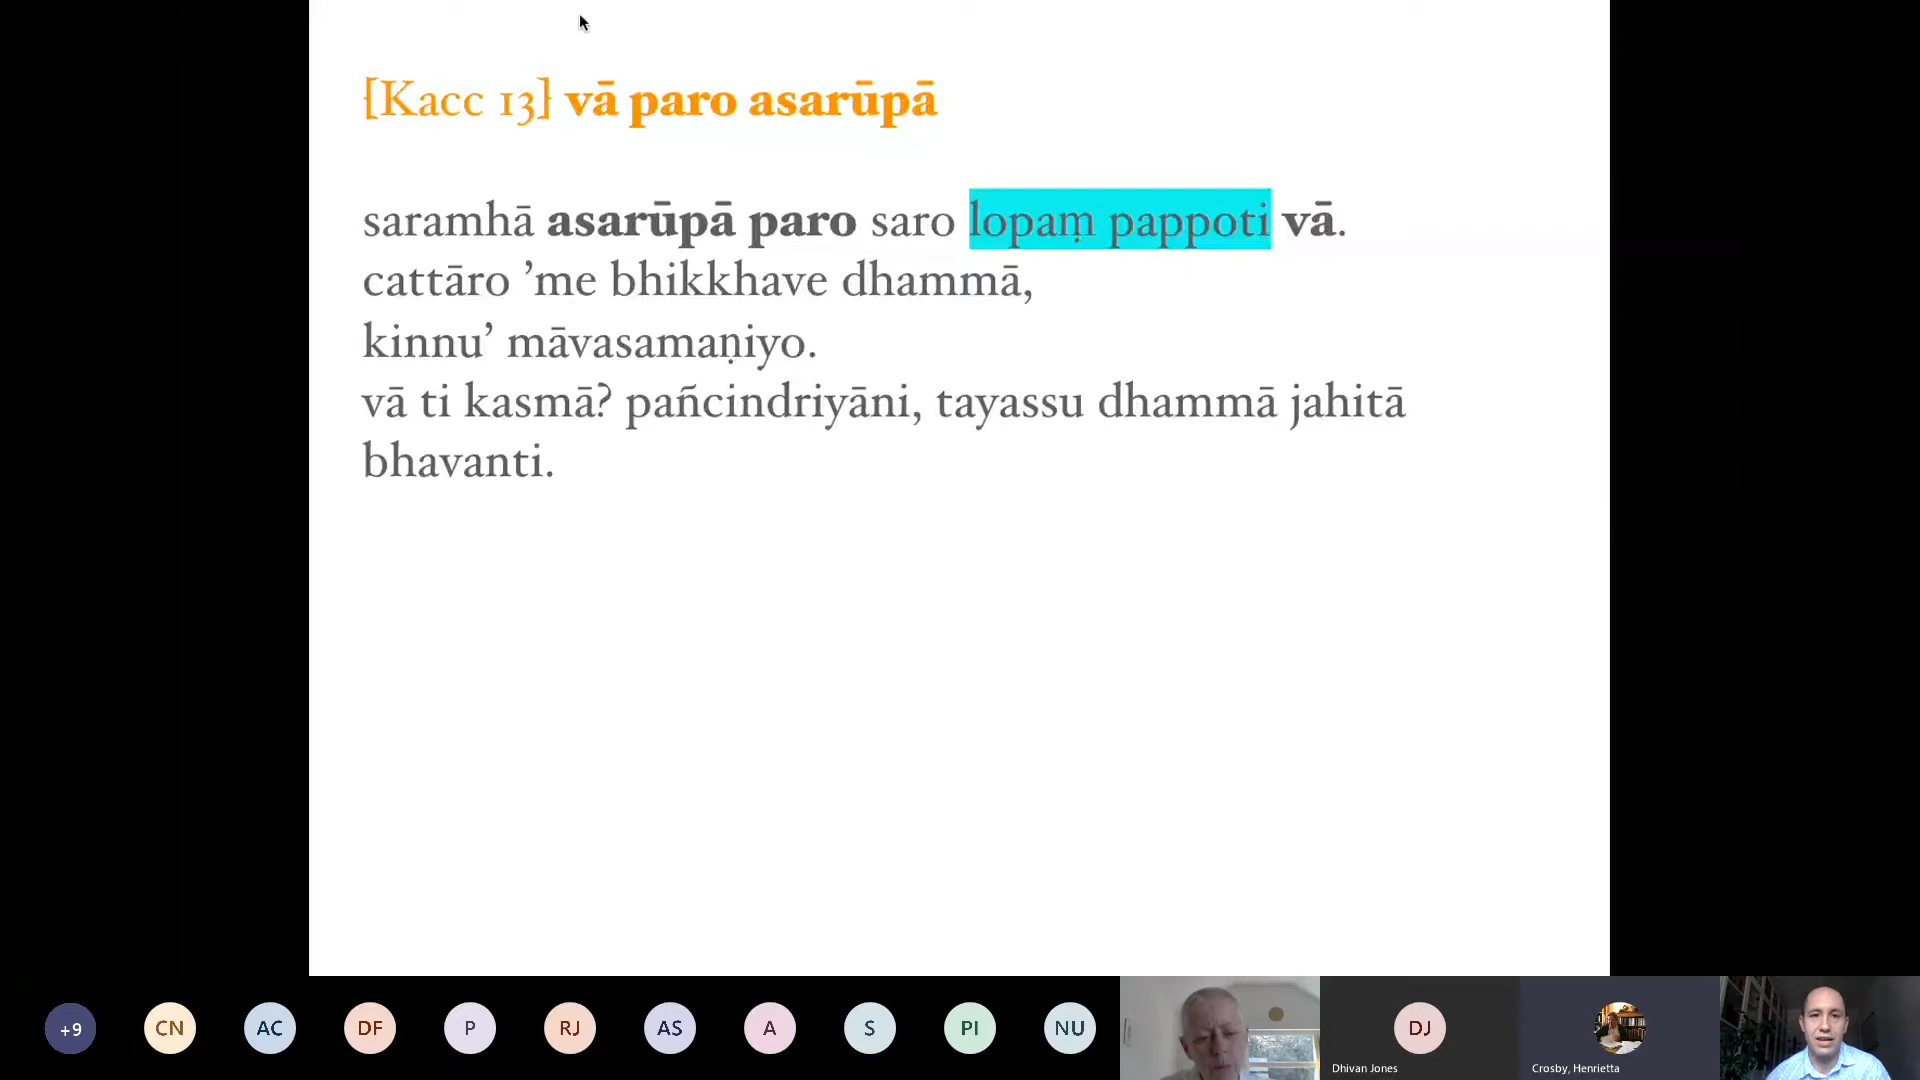 [Kacc 13] vā paro asarūpā
saramhā asarūpā paro saro lopaṃ pappoti vā.
cattāro ’me bhikkhave dhammā,
kinnu’ māvasamaṇiyo.
vā ti kasmā? pañcindriyāni, tayassu dhammā jahitā
bhavanti.
+9 CN AC DF P RJ AS A S PI NU DJ
Dhivan Jones
Crosby, Henrietta